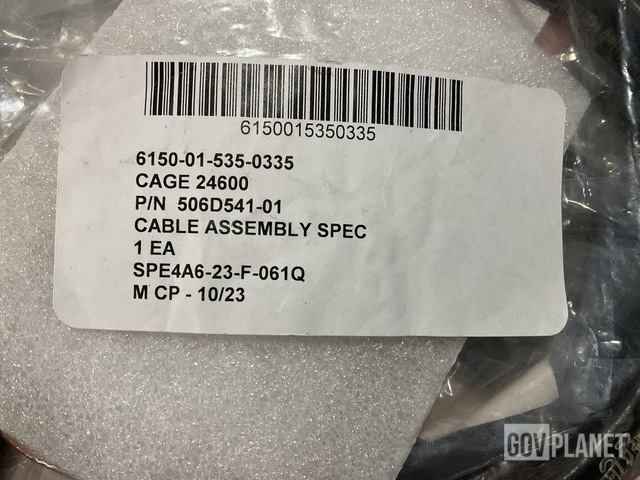 6150015350335
6150-01-535-0335
CAGE 24600
P/N 506D541-01
CABLE ASSEMBLY SPEC
1 EA
SPE4A6-23-F-061Q
M CP - 10/23
GOVPLANET